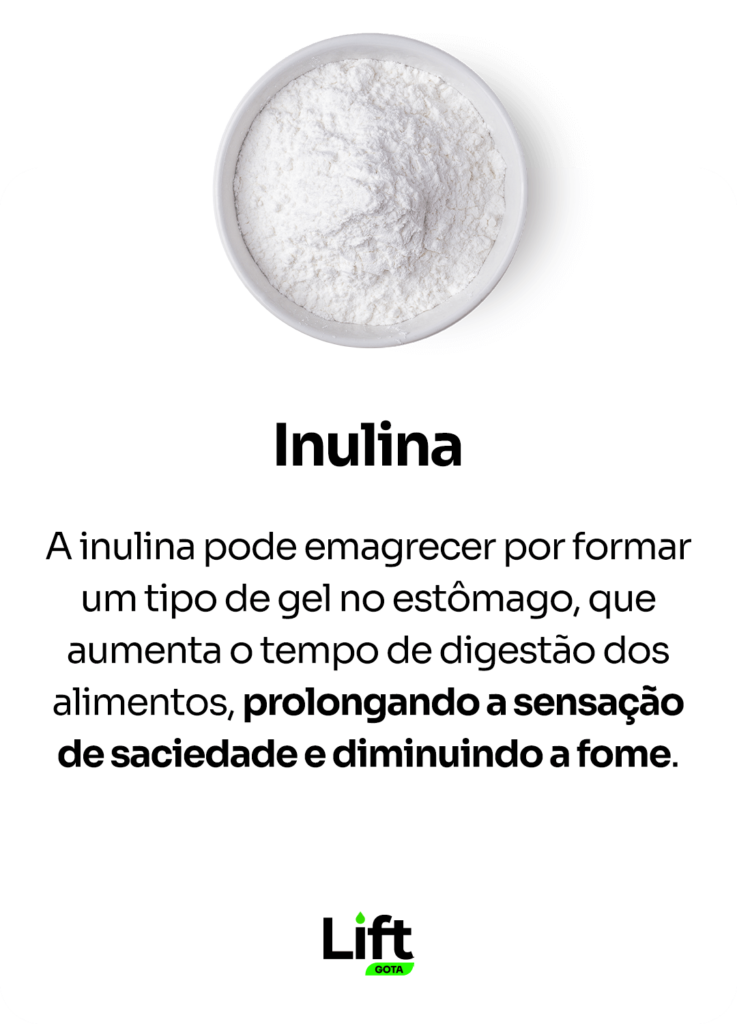 Inulina
A inulina pode emagrecer por formar
um tipo de gel no estômago, que
aumenta o tempo de digestão dos
alimentos, prolongando a sensação
de saciedade e diminuindo a fome.
Lift
GOTA